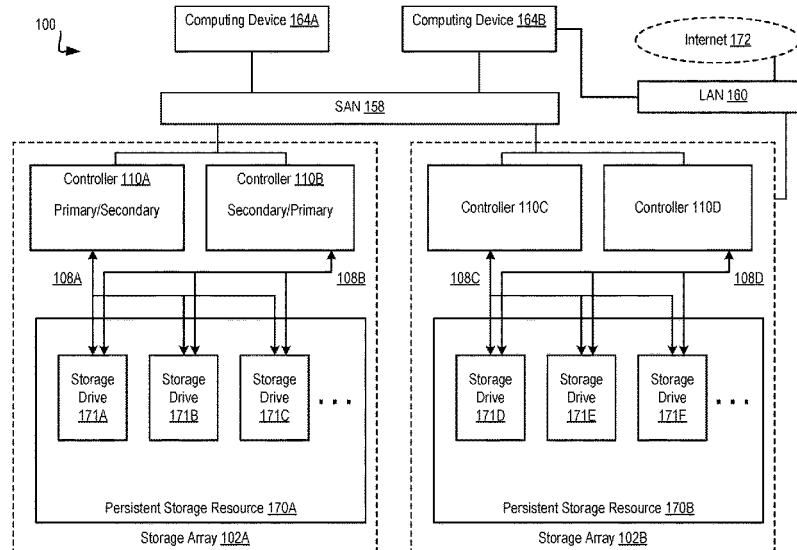 100
Computing Device 164A
Computing Device 164B
Internet 172
LAN 160
SAN 158
Controller 110A
Primary/Secondary
Controller 110B
Secondary/Primary
Controller 110C
Controller 110D
108A
108B
108C
108D
Storage
Drive
171A
Storage
Drive
171B
Storage
Drive
171C
Storage
Drive
171D
Storage
Drive
171E
Storage
Drive
171F
Persistent Storage Resource 170A
Persistent Storage Resource 170B
Storage Array 102A
Storage Array 102B